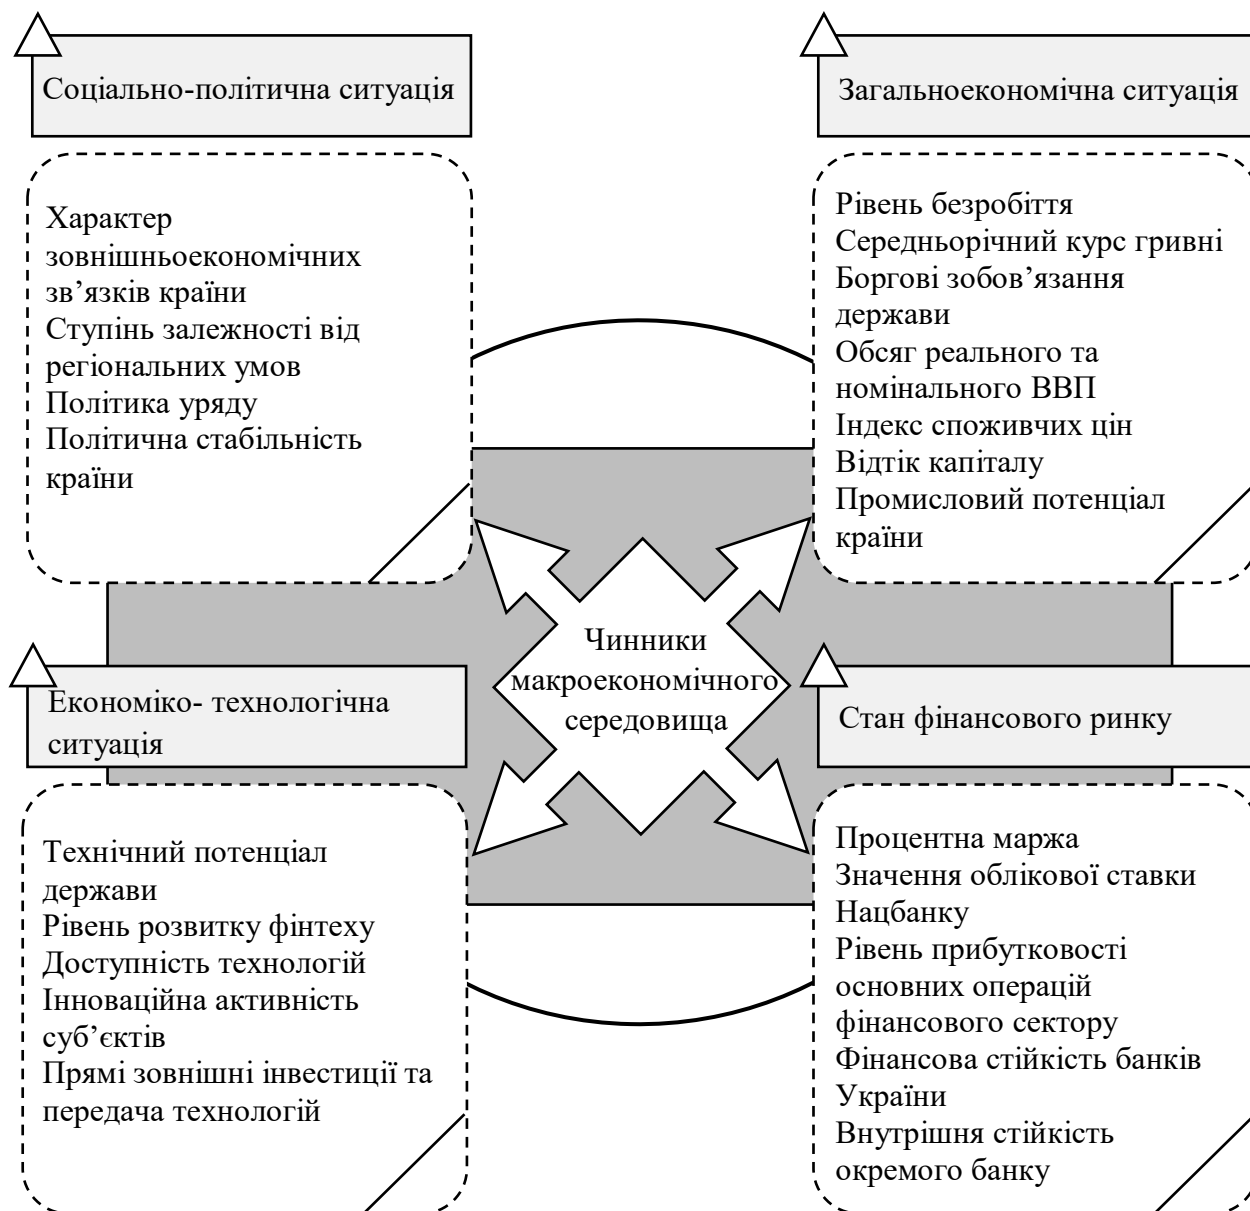 Соціально-політична ситуація
Характер
зовнішньоекономічних
зв’язків країни
Ступінь залежності від
регіональних умов
Політика уряду
Політична стабільність
країни
Загальноекономічна ситуація
Рівень безробіття
Середньорічний курс гривні
Боргові зобов’язання
держави
Обсяг реального та
номінального ВВП
Індекс споживчих цін
Відтік капіталу
Промисловий потенціал
країни
Чинники
макроекономічного
середовища
Економіко- технологічна
ситуація
Технічний потенціал
держави
Рівень розвитку фінтеху
Доступність технологій
Інноваційна активність
суб’єктів
Прямі зовнішні інвестиції та
передача технологій
Стан фінансового ринку
Процентна маржа
Значення облікової ставки
Нацбанку
Рівень прибутковості
основних операцій
фінансового сектору
Фінансова стійкість банків
України
Внутрішня стійкість
окремого банку